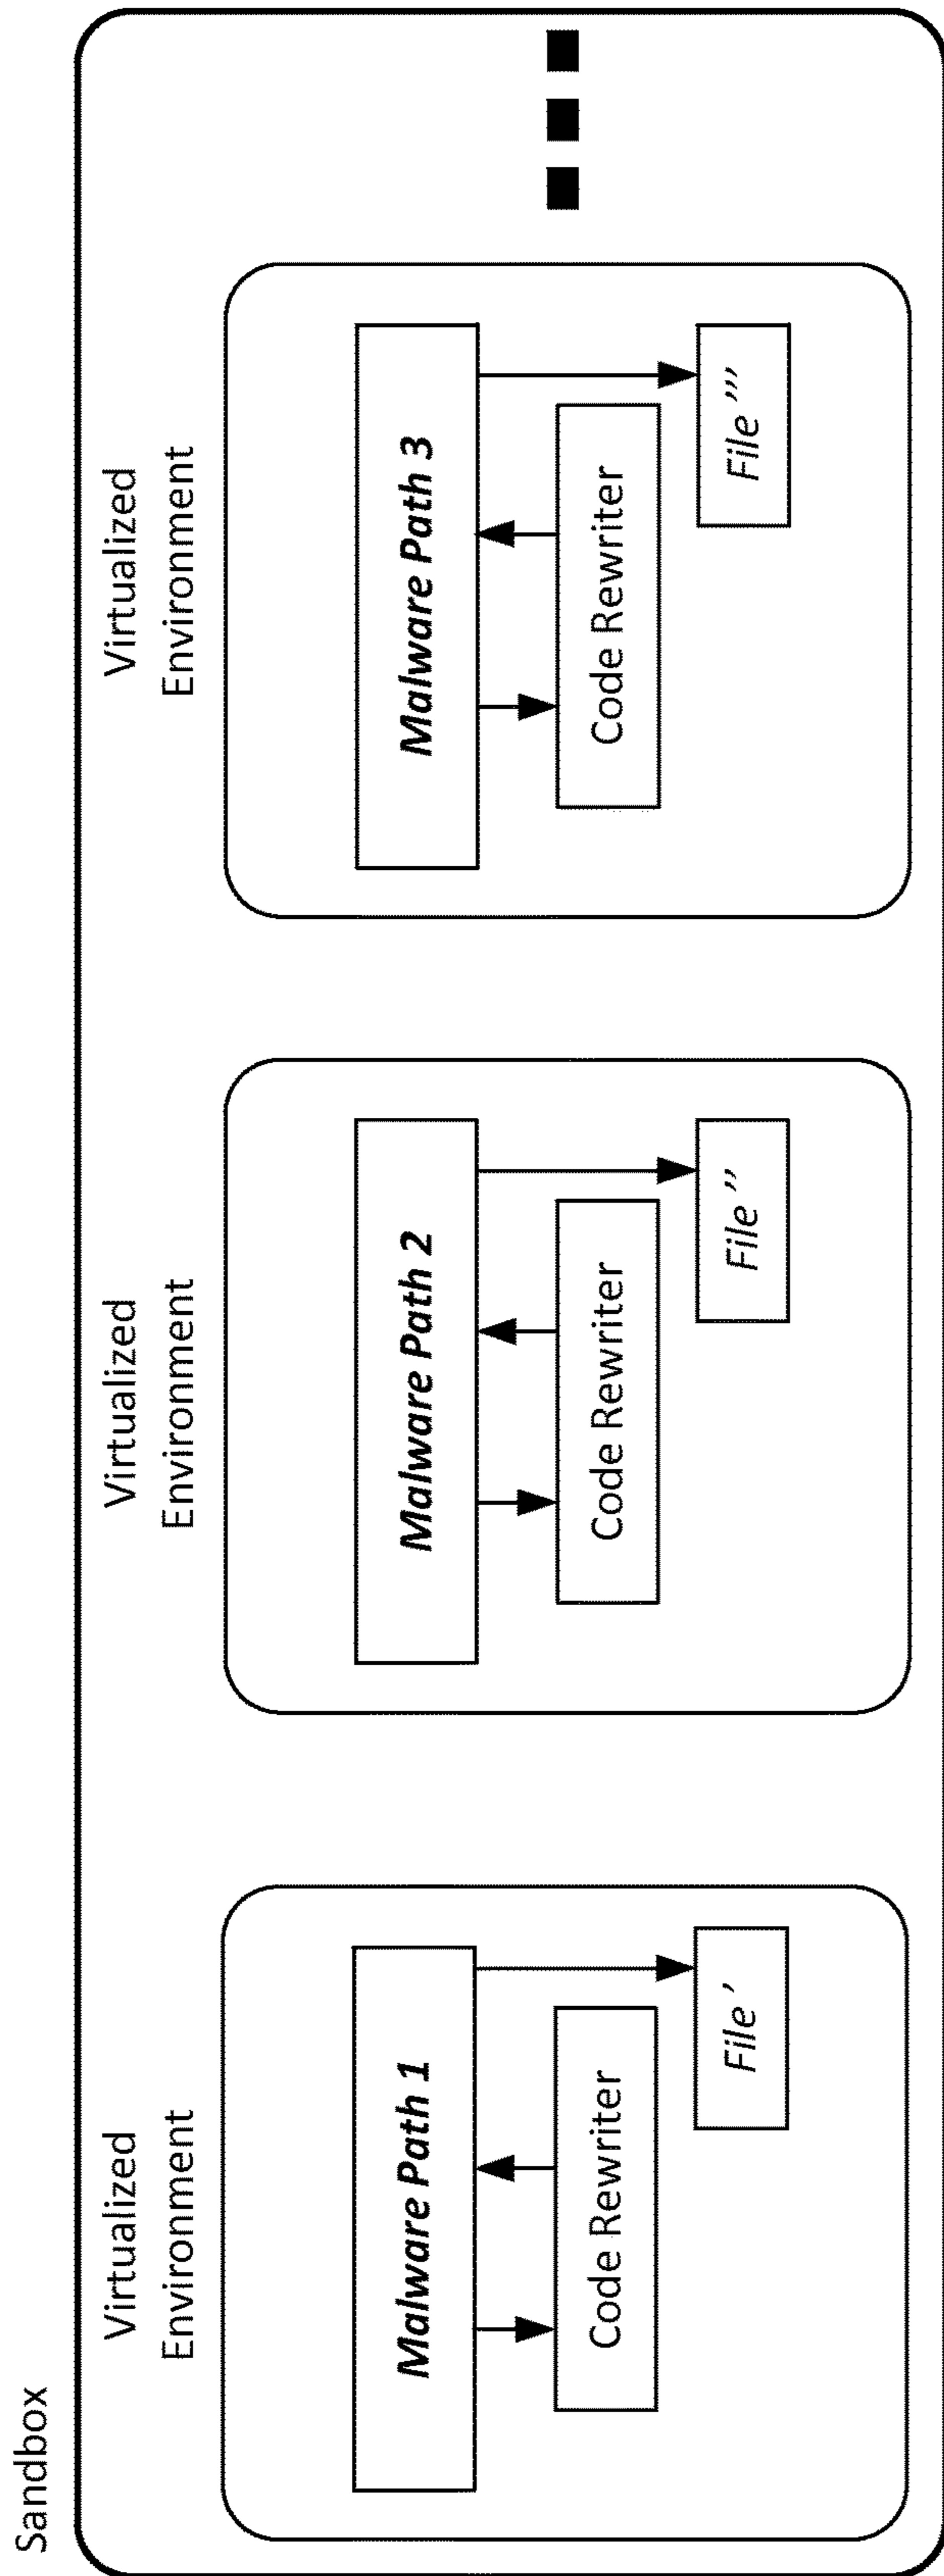 Sandbox
Virtualized
Environment
Malware Path 1
Code Rewriter
File’
Virtualized
Environment
Malware Path 2
Code Rewriter
File’’
Virtualized
Environment
Malware Path 3
Code Rewriter
File’’’